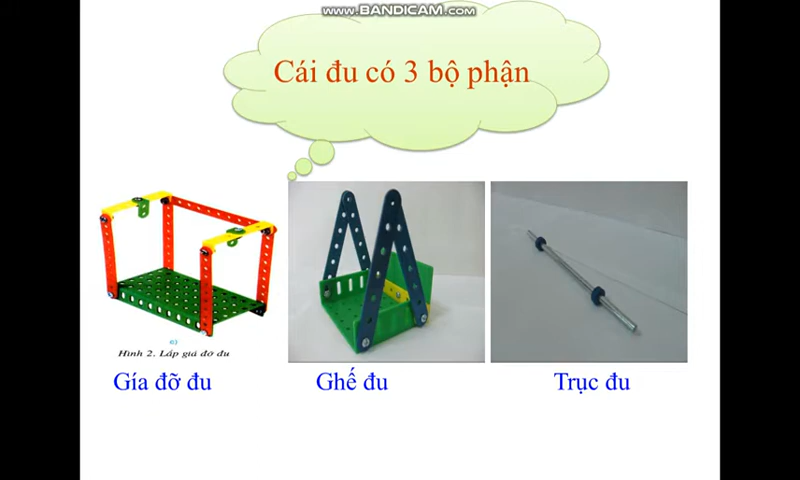 www.BANDICAM.com
Cái đu có 3 bộ phận
e)
Hình 2. Lắp giá đỡ đu
Gía đỡ đu
Ghế đu
Trục đu